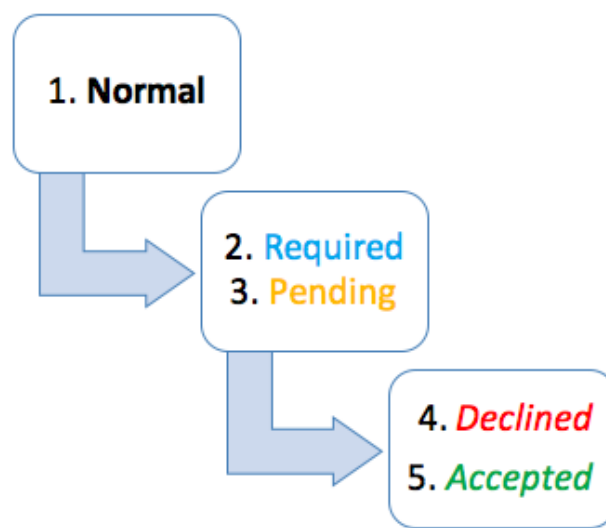 1. Normal
2. Required
3. Pending
4. Declined
5. Accepted